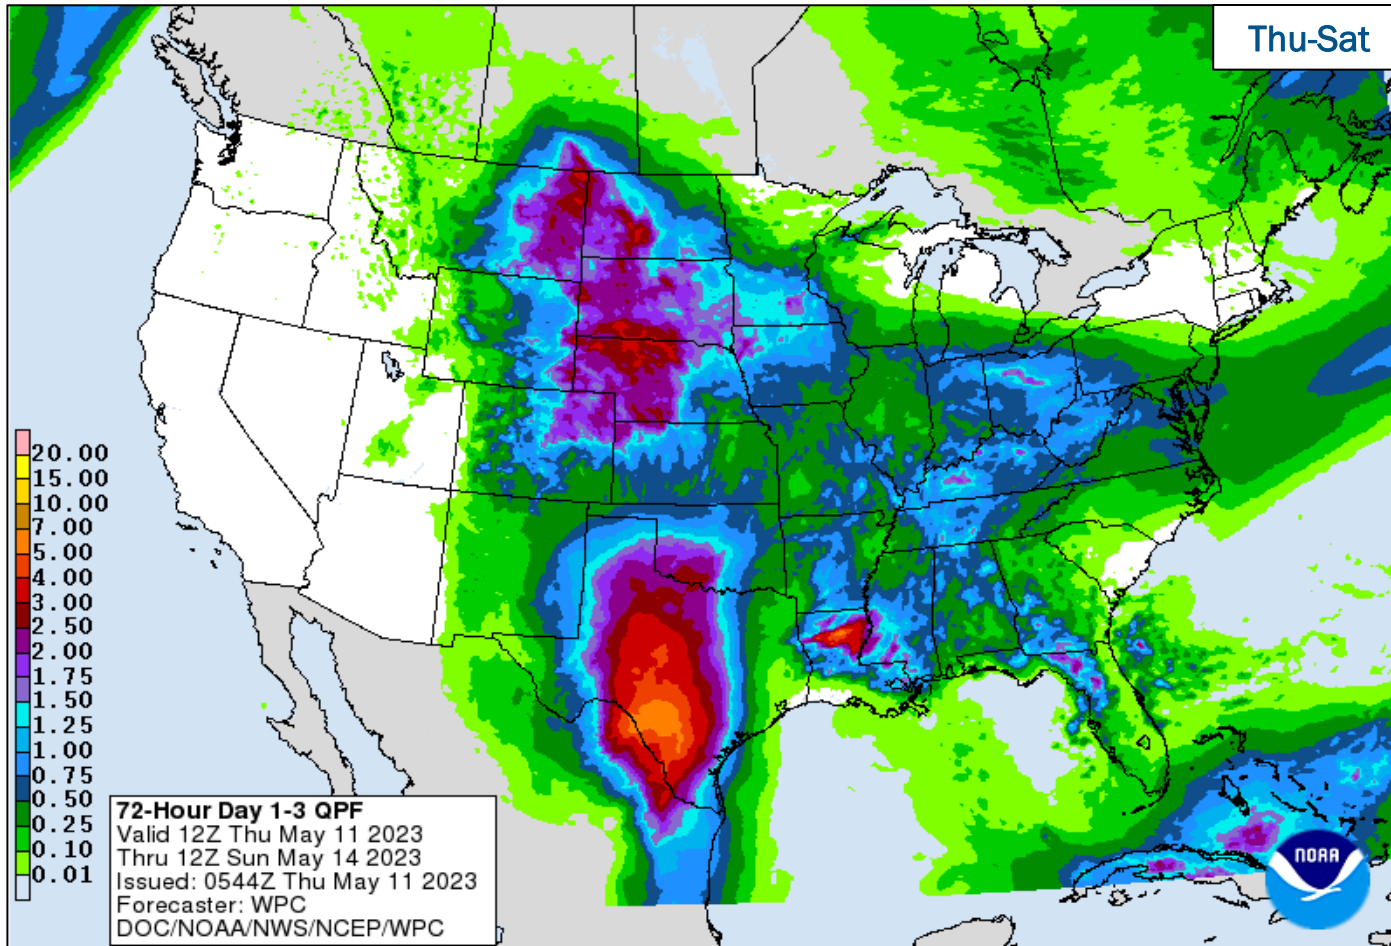 Thu-Sat
20.00
15.00
10.00
7.00
5.00
4.00
3.00
2.50
2.00
1.75
1.50
1.25
1.00
0.75
0.50
0.25
0.10
0.01
72-Hour Day 1-3 QPF
Valid 12Z Thu May 11 2023
Thru 12Z Sun May 14 2023
Issued: 0544Z Thu May 11 2023
Forecaster: WPC
DOC/NOAA/NWS/NCEP/WPC
NOAA